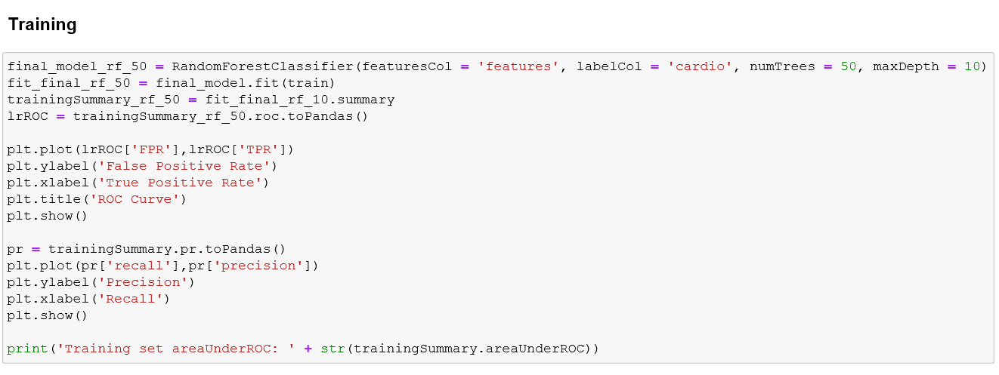 Training
final_model_rf_50 = RandomForestClassifier(featuresCol = 'features', labelCol = 'cardio', numTrees = 50, maxDepth = 10)
fit_final_rf_50 = final_model.fit(train)
trainingSummary_rf_50 = fit_final_rf_10.summary
lrROC = trainingSummary_rf_50.roc.toPandas()
plt.plot(lrROC['FPR'],lrROC['TPR'])
plt.ylabel('False Positive Rate')
plt.xlabel('True Positive Rate')
plt.title('ROC Curve')
plt.show()
pr = trainingSummary.pr.toPandas()
plt.plot(pr['recall'],pr['precision'])
plt.ylabel('Precision')
plt.xlabel('Recall')
plt.show()
print('Training set areaUnderROC: ' + str(trainingSummary.areaUnderROC))